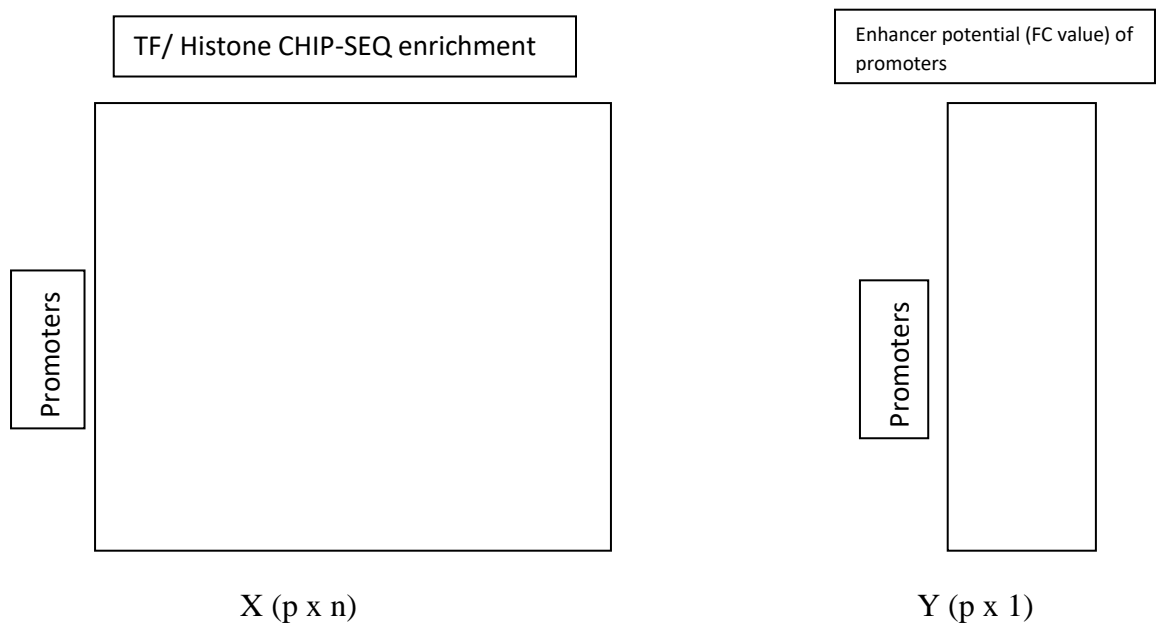 TF/ Histone CHIP-SEQ enrichment
Enhancer potential (FC value) of
promoters
Promoters
Promoters
X (p x n)
Y (p x 1)